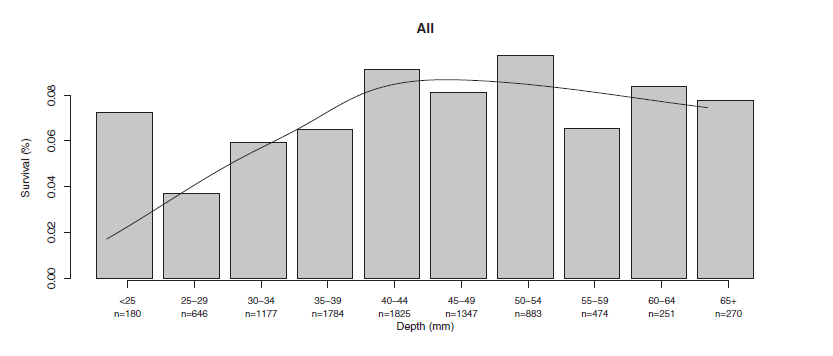 All
Survival (%)
0.00 0.02 0.04 0.06 0.08
<25 25–29 30–34 35–39 40–44 45–49 50–54 55–59 60–64 65+
n=180 n=646 n=1177 n=1784 n=1825 n=1347 n=883 n=474 n=251 n=270
Depth (mm)